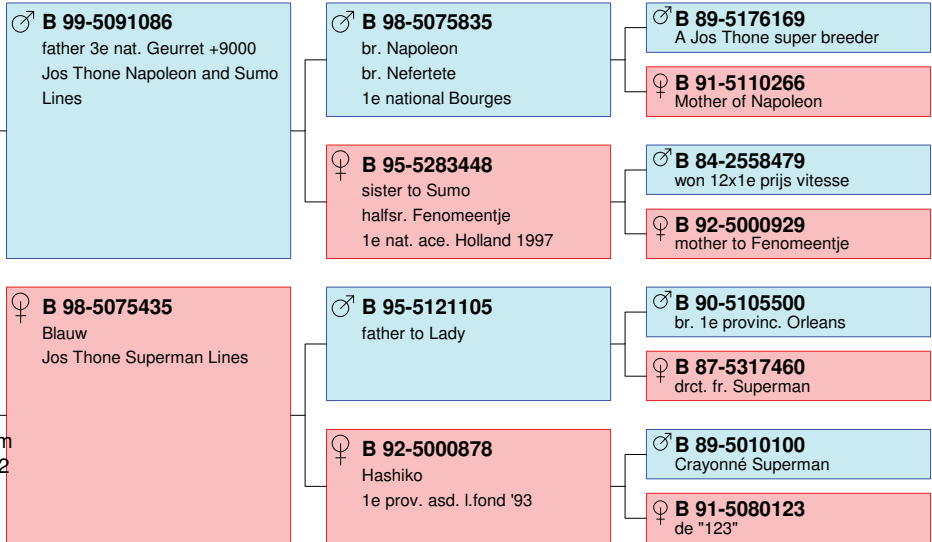 B 99-5091086
father 3e nat. Geurret +9000
Jos Thone Napoleon and Sumo
Lines
B 98-5075835
br. Napoleon
br. Nefertete
1e national Bourges
B 89-5176169
A Jos Thone super breeder
B 91-5110266
Mother of Napoleon
B 95-5283448
sister to Sumo
halfsr. Fenomeentje
1e nat. ace. Holland 1997
B 84-2558479
won 12x1e prijs vitesse
B 92-5000929
mother to Fenomeentje
B 98-5075435
Blauw
Jos Thone Superman Lines
B 95-5121105
father to Lady
B 90-5105500
br. 1e provinc. Orleans
B 87-5317460
drct. fr. Superman
m
2
B 92-5000878
Hashiko
1e prov. asd. l.fond '93
B 89-5010100
Crayonné Superman
B 91-5080123
de "123"